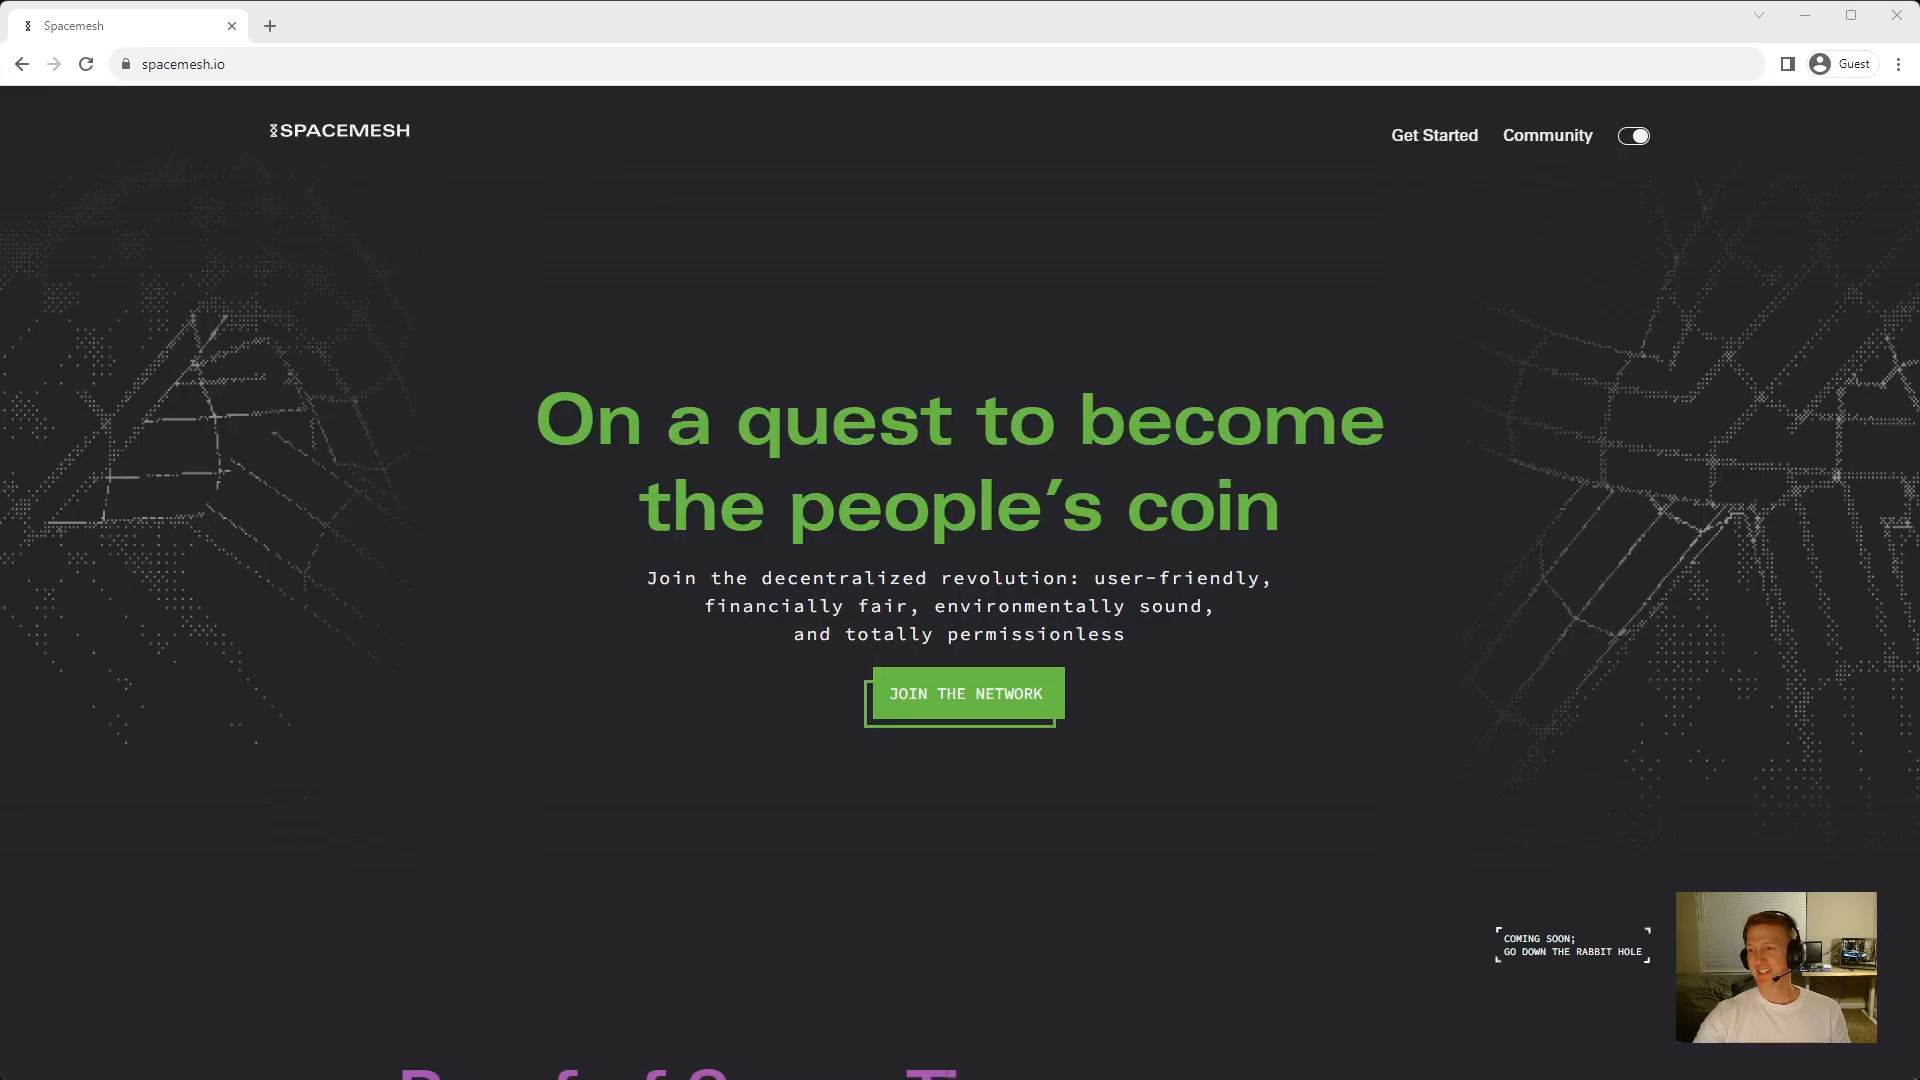 Spacemesh
spacemesh.io
Guest
SPACEMESH
Get Started
Community
On a quest to become
the people’s coin
Join the decentralized revolution: user-friendly,
financially fair, environmentally sound,
and totally permissionless
JOIN THE NETWORK
COMING SOON;
GO DOWN THE RABBIT HOLE